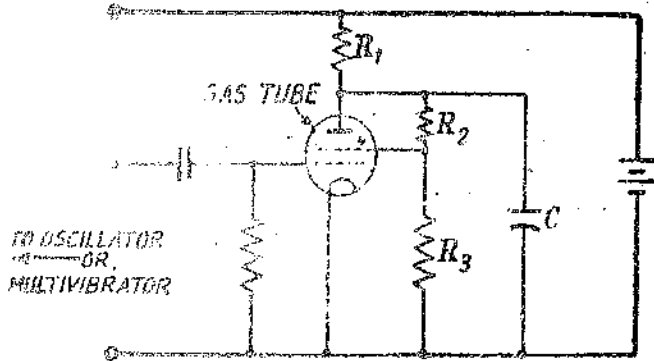 R1
GAS TUBE
R2
C
R3
TO OSCILLATOR
OR,
MULTIVIBRATOR